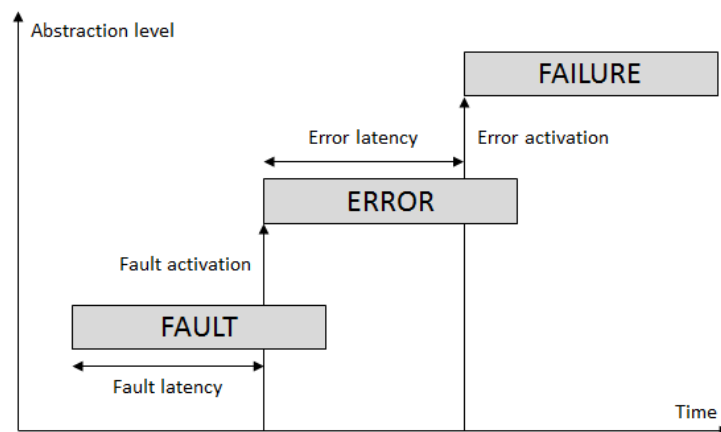 Abstraction level
FAILURE
Error latency
Error activation
ERROR
Fault activation
FAULT
Fault latency
Time